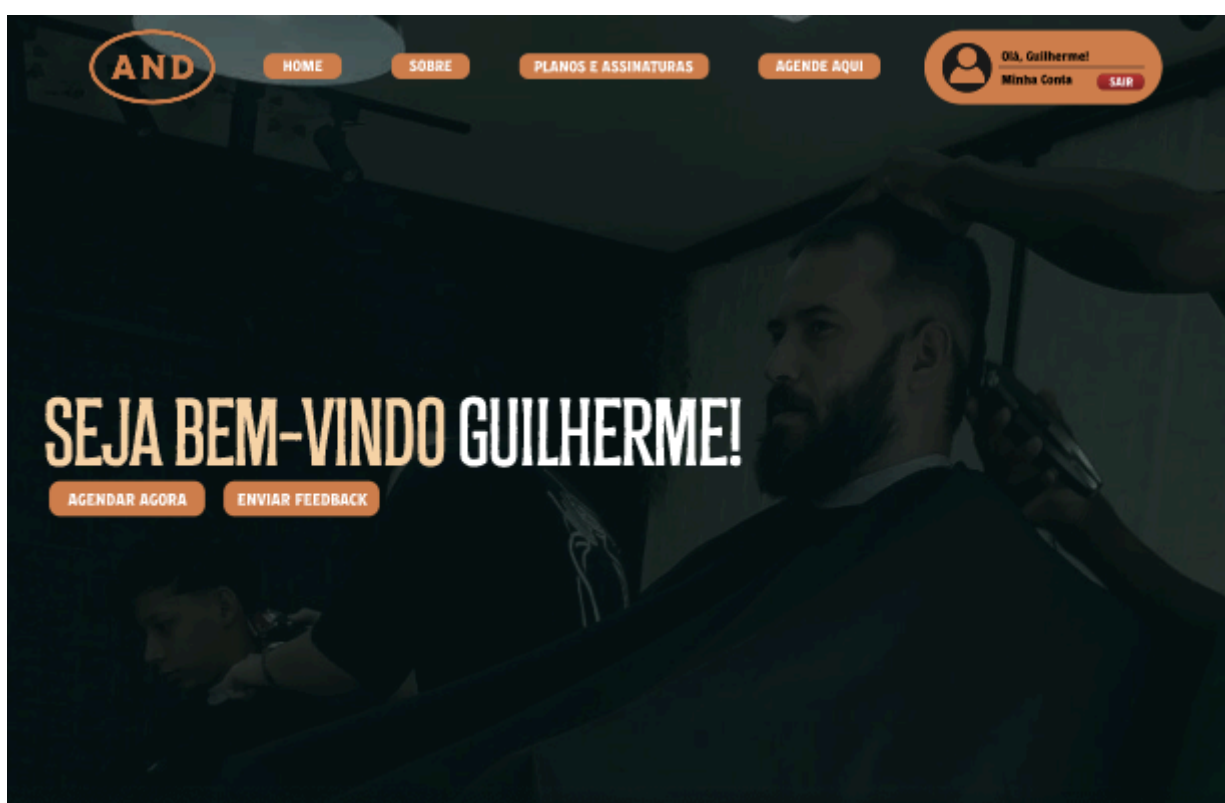 AND
HOME
SOBRE
PLANOS E ASSINATURAS
AGENDE AQUI
Olá, Guilherme!
Minha Conta
SAIR
SEJA BEM-VINDO GUILHERME!
AGENDAR AGORA
ENVIAR FEEDBACK